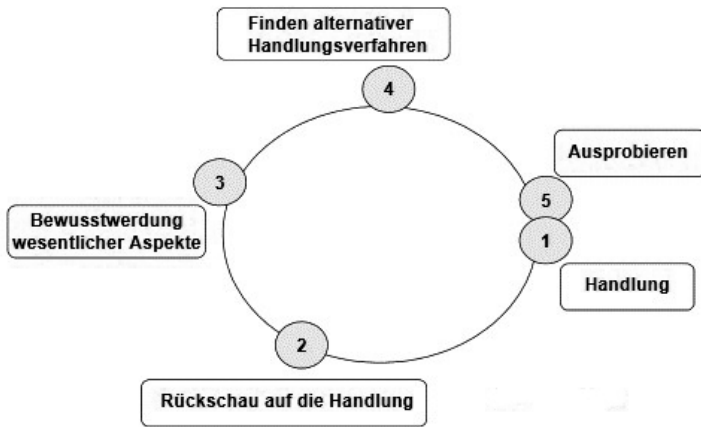 Finden alternativer
Handlungsverfahren
4
Ausprobieren
3
5
Bewusstwerdung
wesentlicher Aspekte
1
Handlung
2
Rückschau auf die Handlung